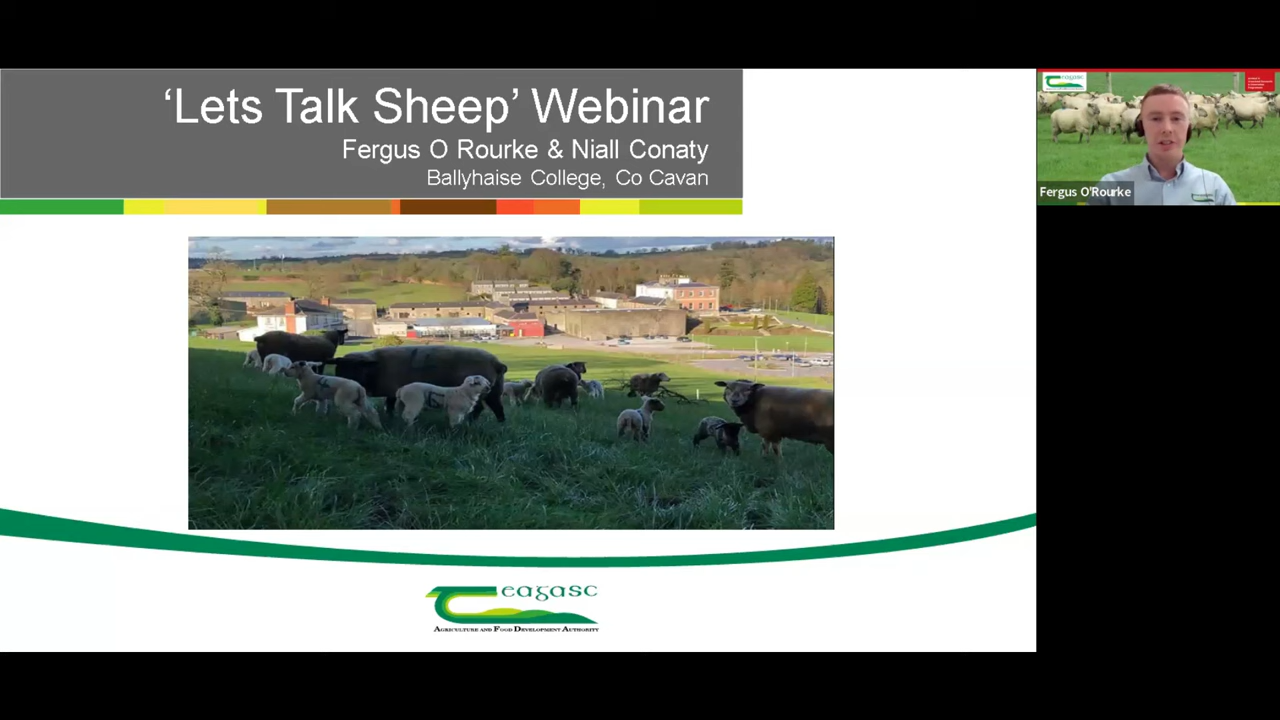 ‘Lets Talk Sheep’ Webinar
Fergus O Rourke & Niall Conaty
Ballyhaise College, Co Cavan
Fergus O'Rourke
eagasc
AGRICULTURE AND FOOD DEVELOPMENT AUTHORITY